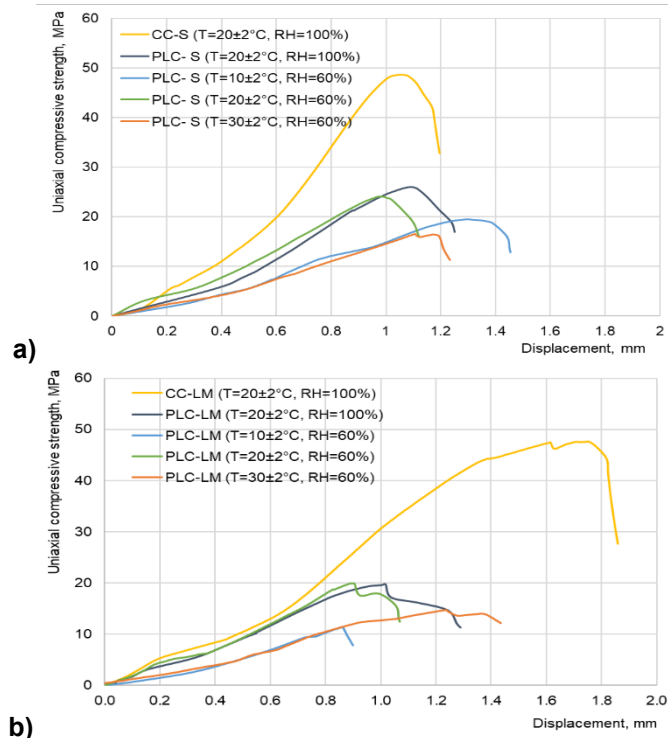 60
50
40
30
20
10
0
Uniaxial compressive strength, MPa
CC-S (T=20±2°C, RH=100%)
PLC- S (T=20±2°C, RH=100%)
PLC- S (T=10±2°C, RH=60%)
PLC- S (T=20±2°C, RH=60%)
PLC- S (T=30±2°C, RH=60%)
0 0.2 0.4 0.6 0.8 1 1.2 1.4 1.6 1.8 2
Displacement, mm
a)
60
50
40
30
20
10
0
Uniaxial compressive strength, MPa
CC-LM (T=20±2°C, RH=100%)
PLC-LM (T=20±2°C, RH=100%)
PLC-LM (T=10±2°C, RH=60%)
PLC-LM (T=20±2°C, RH=60%)
PLC-LM (T=30±2°C, RH=60%)
0.0 0.2 0.4 0.6 0.8 1.0 1.2 1.4 1.6 1.8 2.0
Displacement, mm
b)